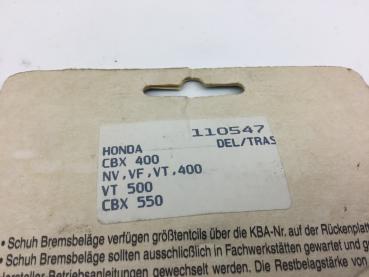 110547
HONDA DEL/TRAS
CBX 400
NV,VF,VT,400
VT 500
CBX 550
• Schuh Bremsbeläge verfügen größtenteils über die KBA-Nr. auf der Rückenplatt
• Schuh Bremsbeläge sollten ausschließlich in Fachwerkstätten gewartet und g
Hersteller Betriebsanleitungen gewechselt werden. Die Restbelagstärke von